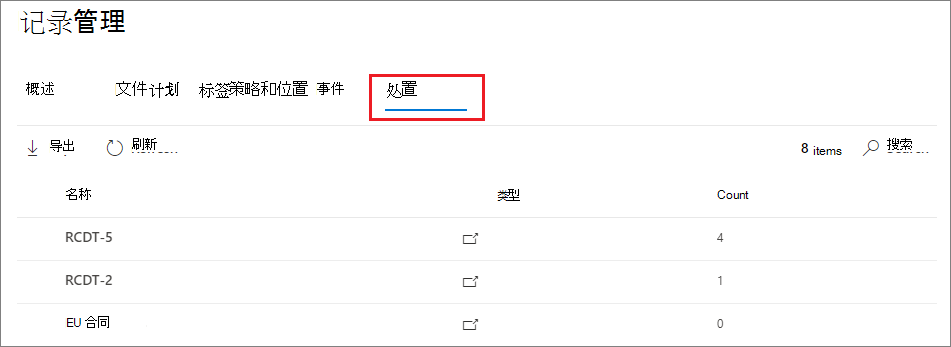 记录管理
概述 文件计划 标签策略和位置 事件 处置
导出 刷新 8 items 搜索
名称 类型 Count
RCDT-5 4
RCDT-2 1
EU 合同 0